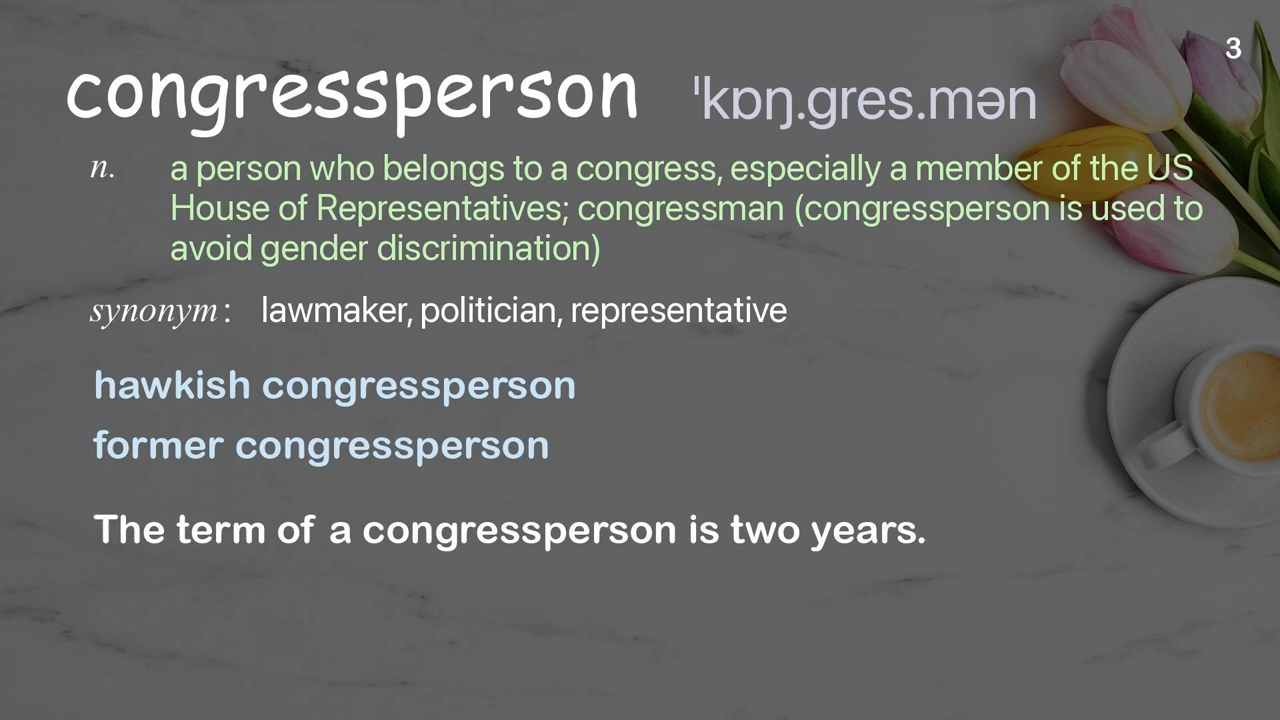 3
congressperson ˈkɒŋ.gres.mən
n. a person who belongs to a congress, especially a member of the US
House of Representatives; congressman (congressperson is used to
avoid gender discrimination)
synonym: lawmaker, politician, representative
hawkish congressperson
former congressperson
The term of a congressperson is two years.